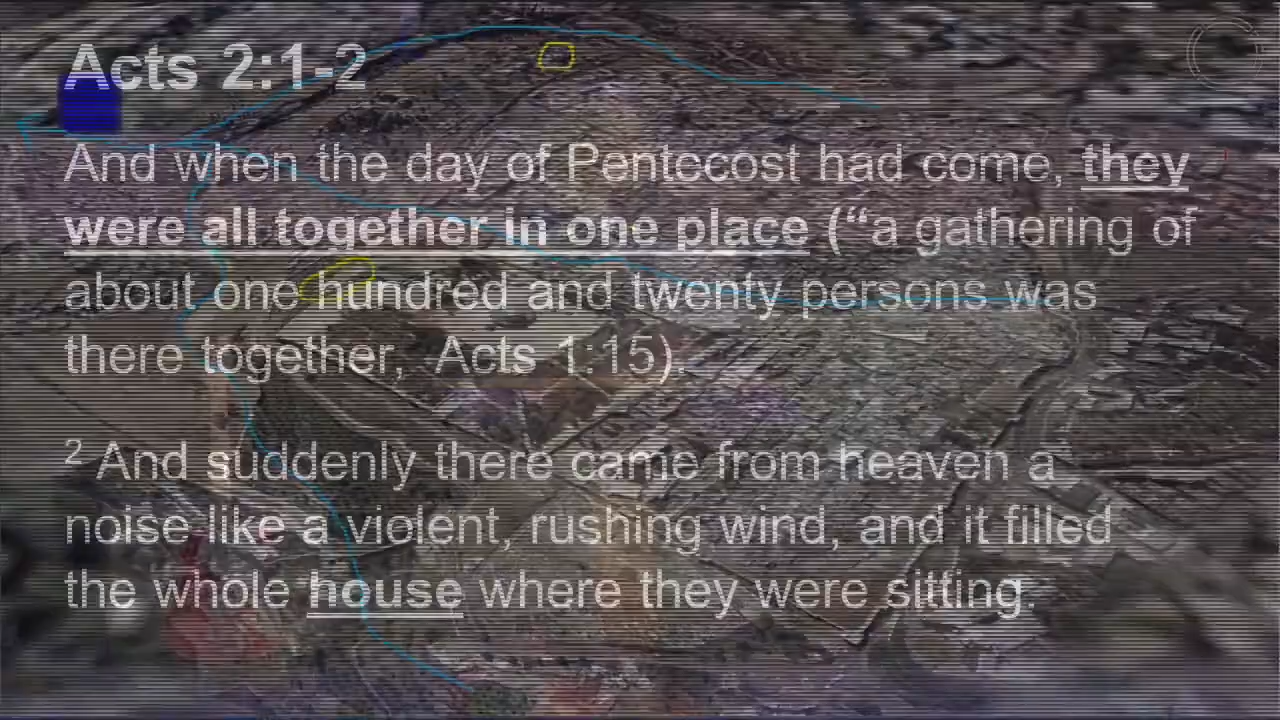 Acts 2:1-2
And when the day of Pentecost had come, they
were all together in one place (“a gathering of
about one hundred and twenty persons was
there together, Acts 1:15).
2 And suddenly there came from heaven a
noise like a violent, rushing wind, and it filled
the whole house where they were sitting.